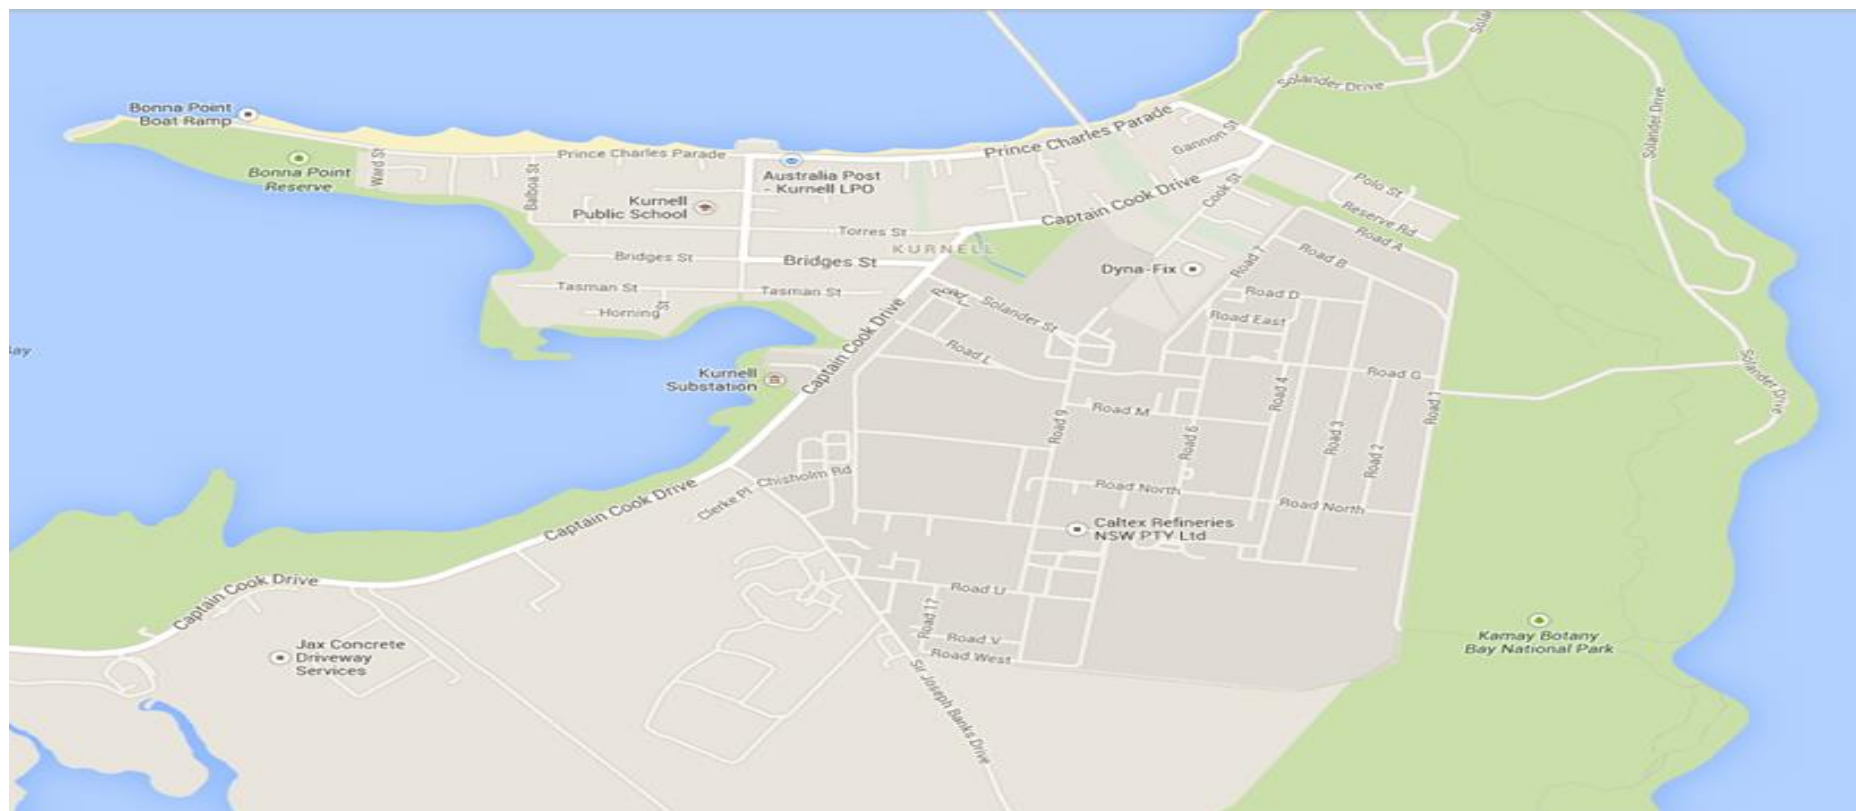 Sola
Solander Drive
Solander Drive
Bonna Point
Boat Ramp
Prince Charles Parade
Gannon St
Prince Charles Parade
Ward St
Bonna Point
Reserve
Balboa St
Australia Post
- Kurnell LPO
Kurnell
Public School
Captain Cook Drive
Cook St
Polo St
Reserve Rd
Road A
Torres St
KURNELL
Bridges St
Bridges St
Road 7
Road B
Dyna-Fix
Tasman St
Tasman St
Road
Solander St
Road D
Horning St
Road East
Captain Cook Drive
Road L
ay
Kurnell
Substation
Road G
Solander Drive
Road 4
Road 1
Road M
Road 9
Road 6
Road 3
Road 2
Chisholm Rd
Clerke Pl
Captain Cook Drive
Road North
Road North
Caltex Refineries
NSW PTY Ltd
Captain Cook Drive
Road U
Road 17
Road V
Road West
Jax Concrete
Driveway
Services
Kamay Botany
Bay National Park
Sir Joseph Banks Drive